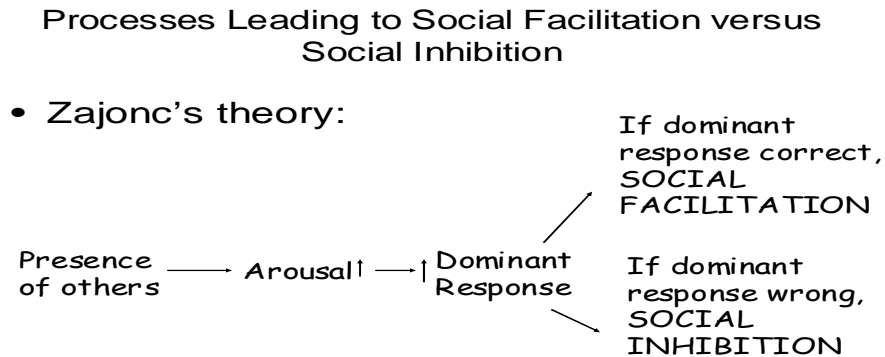 Processes Leading to Social Facilitation versus
Social Inhibition
• Zajonc's theory:
If dominant
response correct,
SOCIAL
FACILITATION
Presence
of others
Arousal↑
↑Dominant
Response
If dominant
response wrong,
SOCIAL
INHIBITION